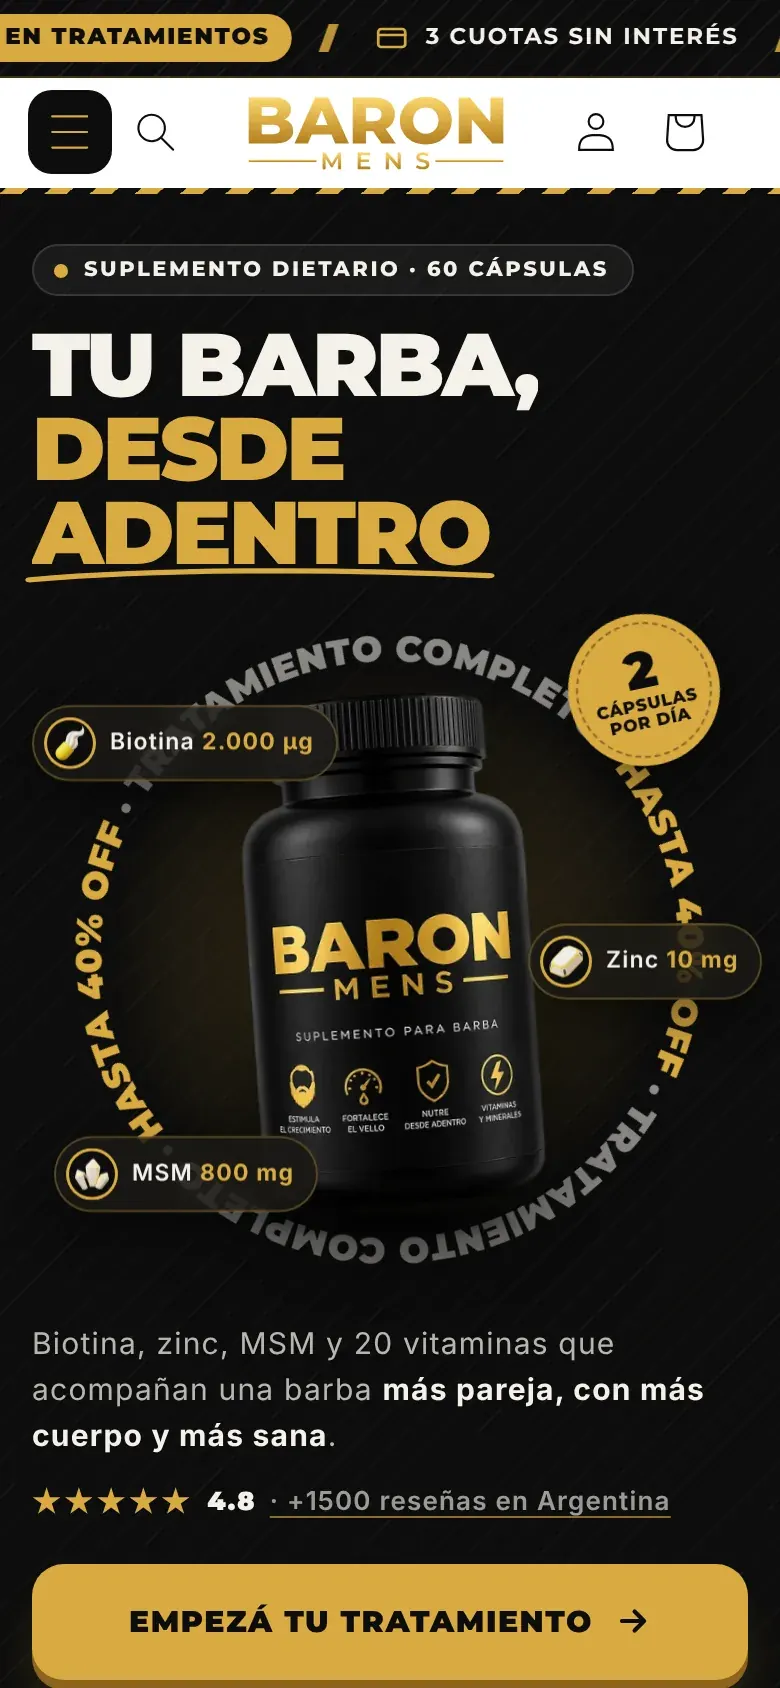 EN TRATAMIENTOS
3 CUOTAS SIN INTERÉS
BARON
MENS
SUPLEMENTO DIETARIO · 60 CÁPSULAS
TU BARBA,
DESDE
ADENTRO
TRATAMIENTO COMPLET
HASTA 40% OFF · TRATAMIENTO COMPLETO ·
HASTA 40% OFF ·
2
CÁPSULAS
POR DÍA
Biotina 2.000 µg
Zinc 10 mg
MSM 800 mg
BARON
MENS
SUPLEMENTO PARA BARBA
ESTIMULA
EL CRECIMIENTO
FORTALECE
EL VELLO
NUTRE
DESDE ADENTRO
VITAMINAS
Y MINERALES
Biotina, zinc, MSM y 20 vitaminas que
acompañan una barba más pareja, con más
cuerpo y más sana.
★★★★★ 4.8 · +1500 reseñas en Argentina
EMPEZÁ TU TRATAMIENTO →